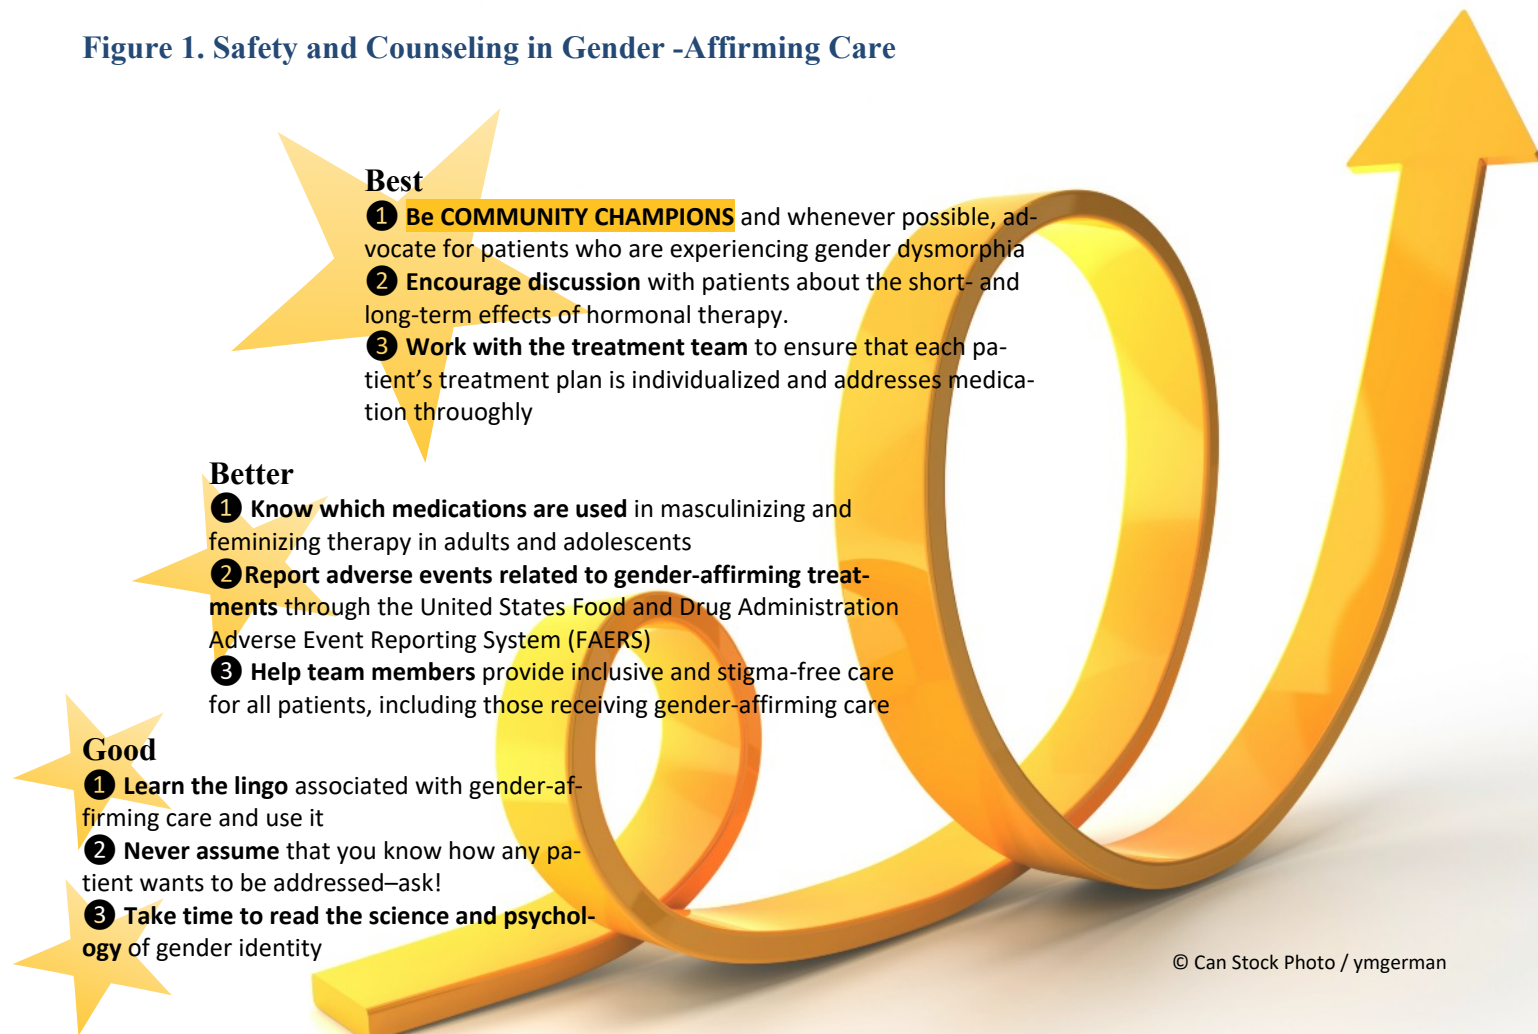 Figure 1. Safety and Counseling in Gender -Affirming Care
Best
❶ Be COMMUNITY CHAMPIONS and whenever possible, ad-
vocate for patients who are experiencing gender dysmorphia
❷ Encourage discussion with patients about the short- and
long-term effects of hormonal therapy.
❸ Work with the treatment team to ensure that each pa-
tient’s treatment plan is individualized and addresses medica-
tion throuoghly
Better
❶ Know which medications are used in masculinizing and
feminizing therapy in adults and adolescents
❷Report adverse events related to gender-affirming treat-
ments through the United States Food and Drug Administration
Adverse Event Reporting System (FAERS)
❸ Help team members provide inclusive and stigma-free care
for all patients, including those receiving gender-affirming care
Good
❶ Learn the lingo associated with gender-af-
firming care and use it
❷ Never assume that you know how any pa-
tient wants to be addressed–ask!
❸ Take time to read the science and psychol-
ogy of gender identity
© Can Stock Photo / ymgerman